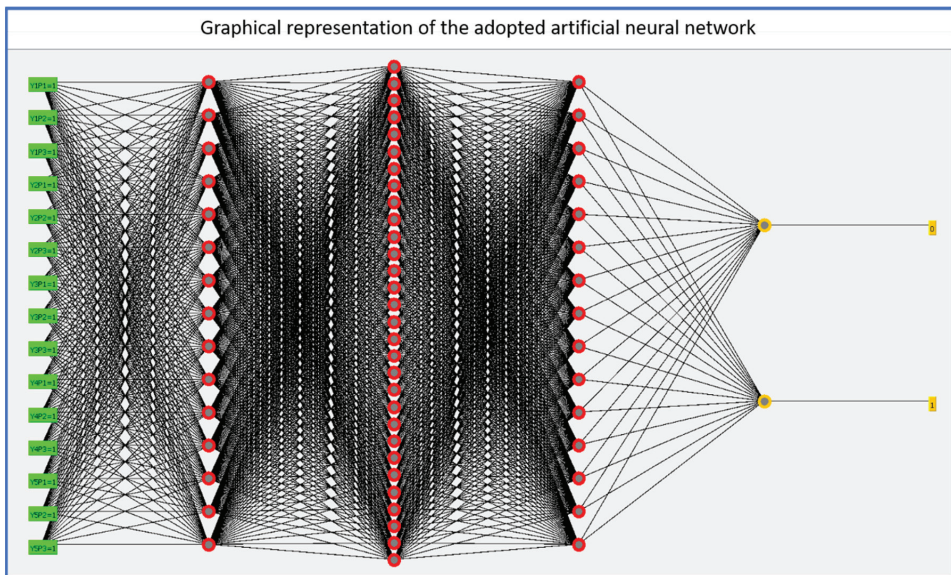 Graphical representation of the adopted artificial neural network
Y1P1=1
Y1P2=1
Y1P3=1
Y2P1=1
Y2P2=1
Y2P3=1
Y3P1=1
Y3P2=1
Y3P3=1
Y4P1=1
Y4P2=1
Y4P3=1
Y5P1=1
Y5P2=1
Y5P3=1
0
1